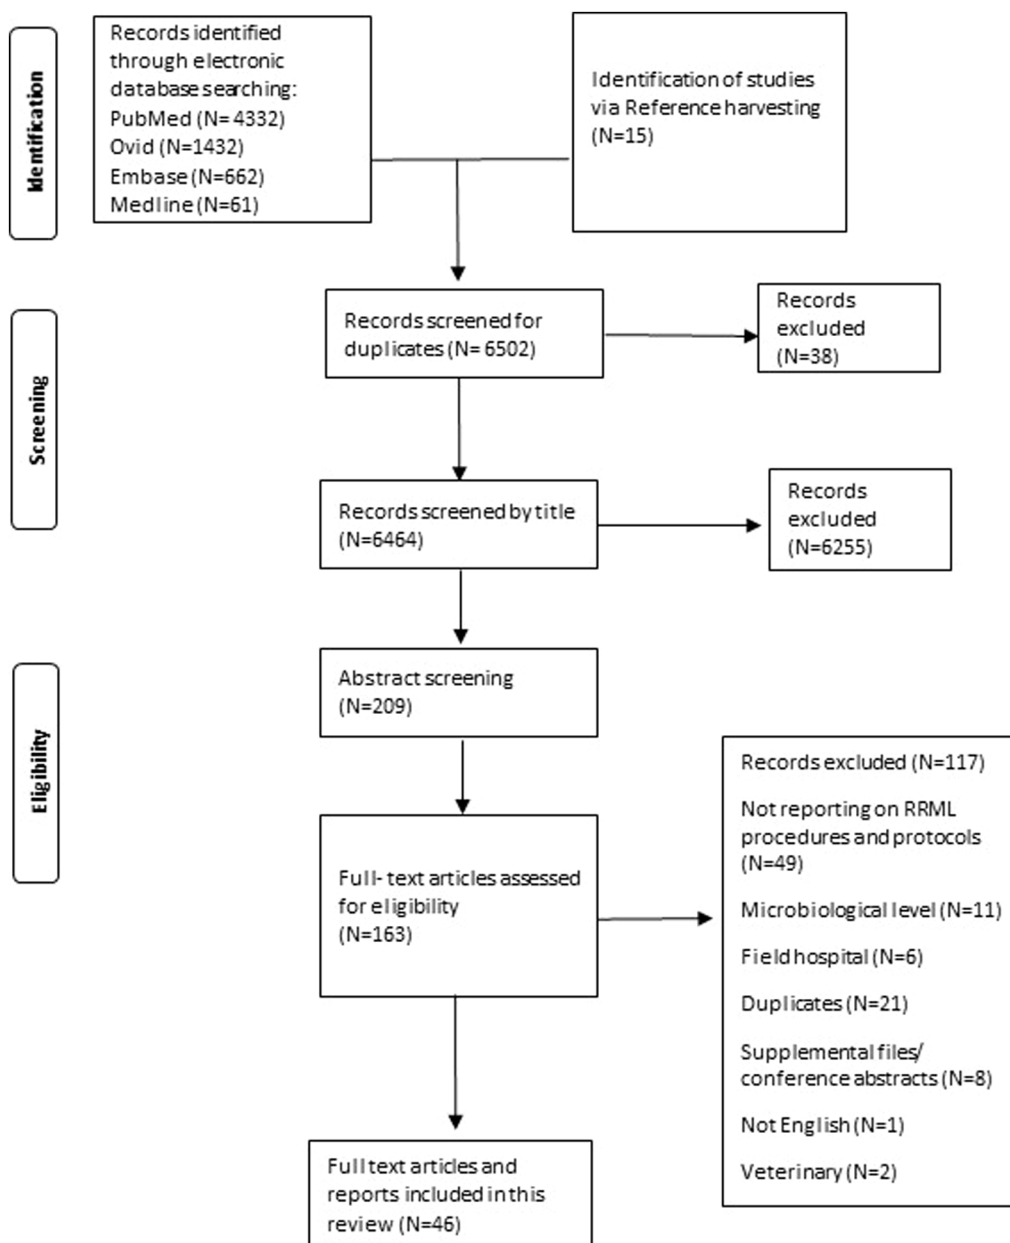 Identification
Records identified
through electronic
database searching:
PubMed (N= 4332)
Ovid (N=1432)
Embase (N=662)
Medline (N=61)
Identification of studies
via Reference harvesting
(N=15)
Screening
Records screened for
duplicates (N= 6502)
Records
excluded
(N=38)
Records screened by title
(N=6464)
Records
excluded
(N=6255)
Eligibility
Abstract screening
(N=209)
Full- text articles assessed
for eligibility
(N=163)
Records excluded (N=117)
Not reporting on RRML
procedures and protocols
(N=49)
Microbiological level (N=11)
Field hospital (N=6)
Duplicates (N=21)
Supplemental files/
conference abstracts (N=8)
Not English (N=1)
Veterinary (N=2)
Full text articles and
reports included in this
review (N=46)